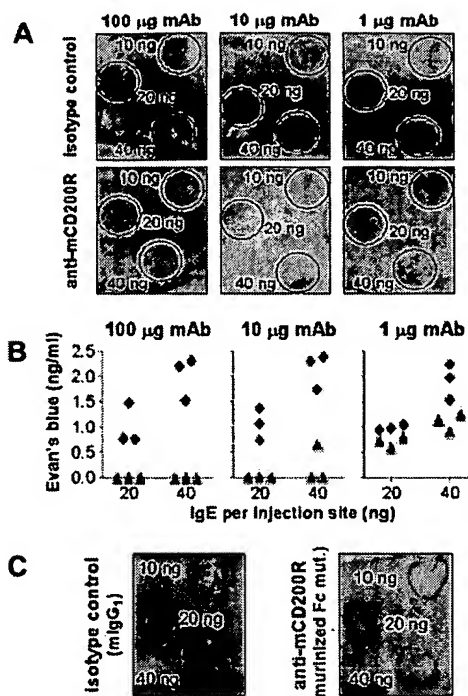 A
100 µg mAb 10 µg mAb 1 µg mAb
Isotype control
10 ng 10 ng 10 ng
20 ng 20 ng 20 ng
40 ng 40 ng 40 ng
anti-mCD200R
10 ng 10 ng 10 ng
20 ng 20 ng 20 ng
40 ng 40 ng 40 ng
B
100 µg mAb 10 µg mAb 1 µg mAb
Evan's blue (ng/ml)
2.5
2.0
1.5
1.0
0.5
0.0
20 40 20 40 20 40
IgE per Injection site (ng)
C
Isotype control
(mIgG1)
10 ng
20 ng
40 ng
anti-mCD200R
murinized Fc mut.)
10 ng
20 ng
40 ng